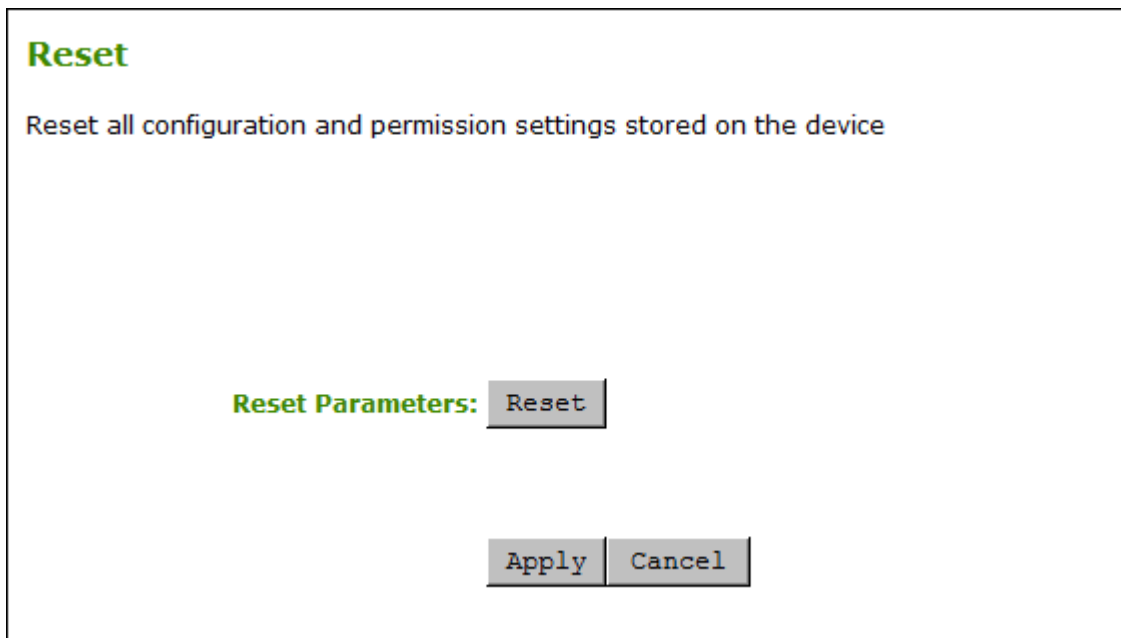 Reset
Reset all configuration and permission settings stored on the device
Reset Parameters: Reset
Apply Cancel